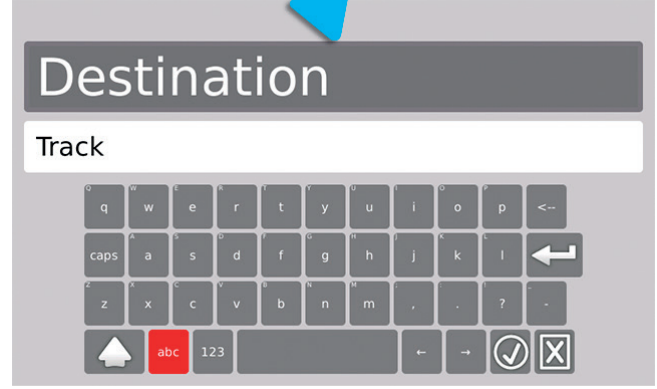 Destination
Track
q w e r t y u i o p <--
caps a s d f g h j k l
z x c v b n m , . ? -
abc 123 ← →